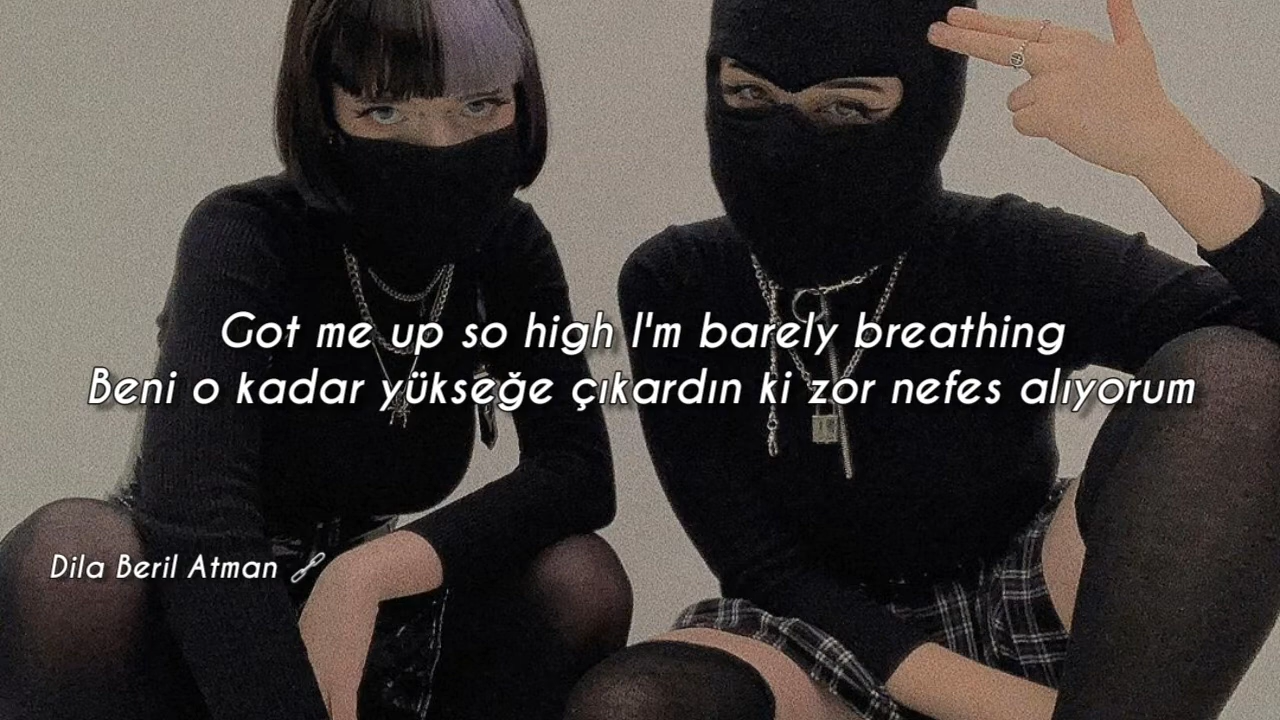 Got me up so high I'm barely breathing
Beni o kadar yükseğe çıkardın ki zor nefes alıyorum
Dila Beril Atman 🔗